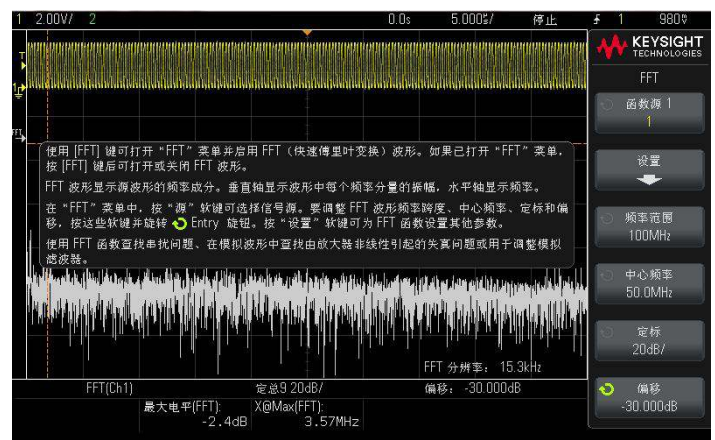 1 2.00V/ 2 0.0s 5.000%/ 停止 1 980▽
KEYSIGHT
TECHNOLOGIES
FFT
函数源 1
1
设置
频率范围
100MHz
中心频率
50.0MHz
定标
20dB/
偏移
-30.000dB
T
1
FFT
使用 [FFT] 键可打开“FFT”菜单并启用 FFT（快速傅里叶变换）波形。如果已打开“FFT”菜单，
按 [FFT] 键后可打开或关闭 FFT 波形。
FFT 波形显示源波形的频率成分。垂直轴显示波形中每个频率分量的振幅，水平轴显示频率。
在“FFT”菜单中，按“源”软键可选择信号源。要调整 FFT 波形频率跨度、中心频率、定标和偏
移，按这些软键并旋转 Entry 旋钮。按“设置”软键可为 FFT 函数设置其他参数。
使用 FFT 函数查找串扰问题、在模拟波形中查找由放大器非线性引起的失真问题或用于调整模拟
滤波器。
FFT 分辨率: 15.3kHz
FFT(Ch1) 定总9 20dB/ 偏移: -30.000dB
最大电平(FFT): X@Max(FFT):
-2.4dB 3.57MHz